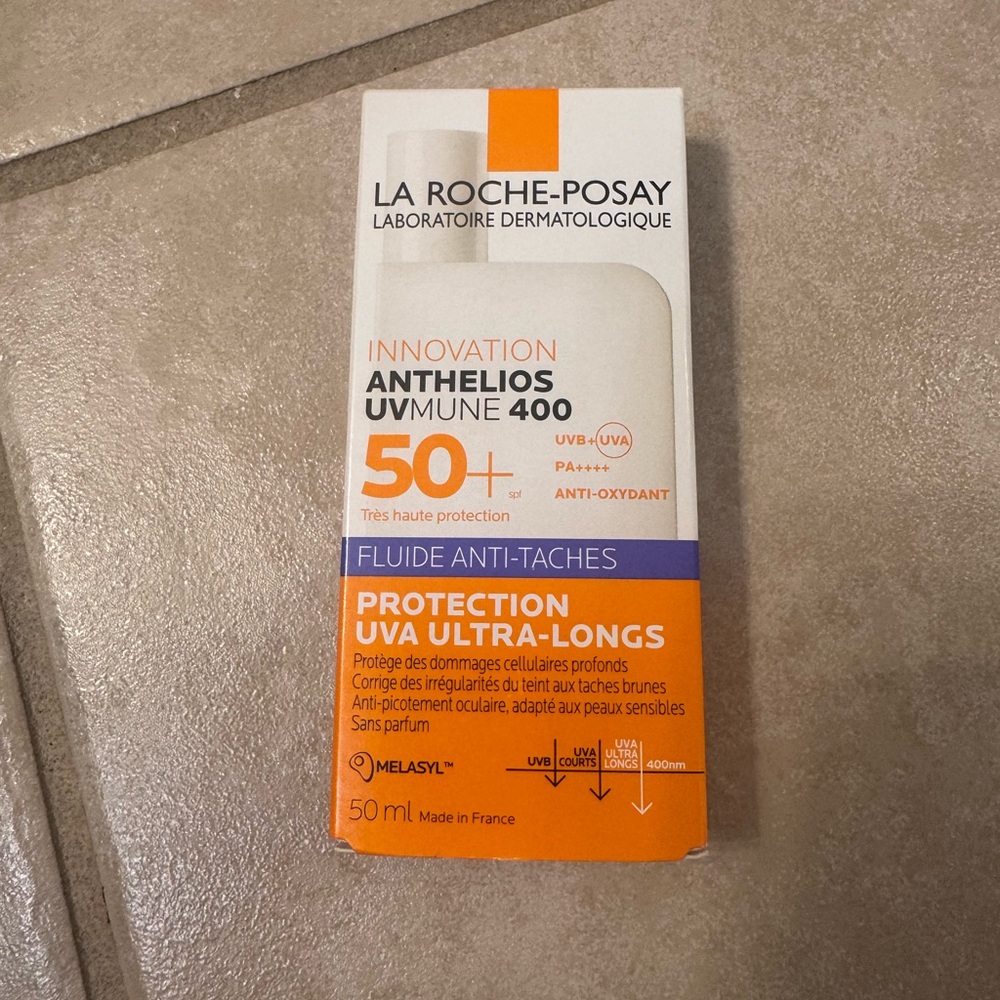 LA ROCHE-POSAY
LABORATOIRE DERMATOLOGIQUE
INNOVATION
ANTHELIOS
UVMUNE 400
50+ spf
Très haute protection
UVB+UVA
PA++++
ANTI-OXYDANT
FLUIDE ANTI-TACHES
PROTECTION
UVA ULTRA-LONGS
Protège des dommages cellulaires profonds
Corrige des irrégularités du teint aux taches brunes
Anti-picotement oculaire, adapté aux peaux sensibles
Sans parfum
MELASYL™
UVB
UVA
COURTS
UVA
ULTRA
LONGS
400nm
50 ml Made in France